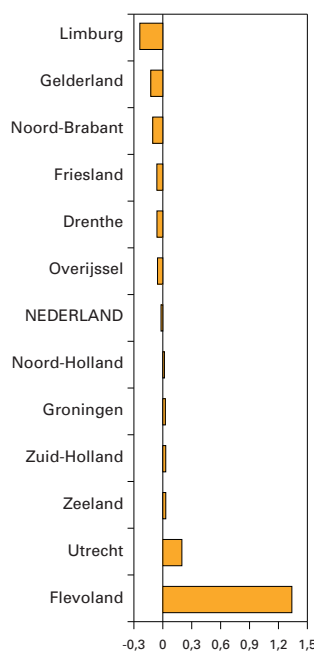 Limburg
Gelderland
Noord-Brabant
Friesland
Drenthe
Overijssel
NEDERLAND
Noord-Holland
Groningen
Zuid-Holland
Zeeland
Utrecht
Flevoland
-0,3 0 0,3 0,6 0,9 1,2 1,5